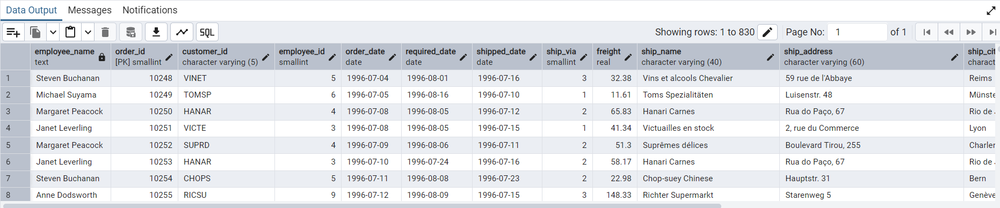 Data Output Messages Notifications
SQL Showing rows: 1 to 830 Page No: 1 of 1
employee_name order_id customer_id employee_id order_date required_date shipped_date ship_via freight ship_name ship_address ship_cit
text [PK] smallint character varying (5) smallint date date date smallint real character varying (40) character varying (60) charact
1 Steven Buchanan 10248 VINET 5 1996-07-04 1996-08-01 1996-07-16 3 32.38 Vins et alcools Chevalier 59 rue de l'Abbaye Reims
2 Michael Suyama 10249 TOMSP 6 1996-07-05 1996-08-16 1996-07-10 1 11.61 Toms Spezialitäten Luisenstr. 48 Münste
3 Margaret Peacock 10250 HANAR 4 1996-07-08 1996-08-05 1996-07-12 2 65.83 Hanari Carnes Rua do Paço, 67 Rio de
4 Janet Leverling 10251 VICTE 3 1996-07-08 1996-08-05 1996-07-15 1 41.34 Victuailles en stock 2, rue du Commerce Lyon
5 Margaret Peacock 10252 SUPRD 4 1996-07-09 1996-08-06 1996-07-11 2 51.3 Suprêmes délices Boulevard Tirou, 255 Charler
6 Janet Leverling 10253 HANAR 3 1996-07-10 1996-07-24 1996-07-16 2 58.17 Hanari Carnes Rua do Paço, 67 Rio de
7 Steven Buchanan 10254 CHOPS 5 1996-07-11 1996-08-08 1996-07-23 2 22.98 Chop-suey Chinese Hauptstr. 31 Bern
8 Anne Dodsworth 10255 RICSU 9 1996-07-12 1996-08-09 1996-07-15 3 148.33 Richter Supermarkt Starenweg 5 Genève